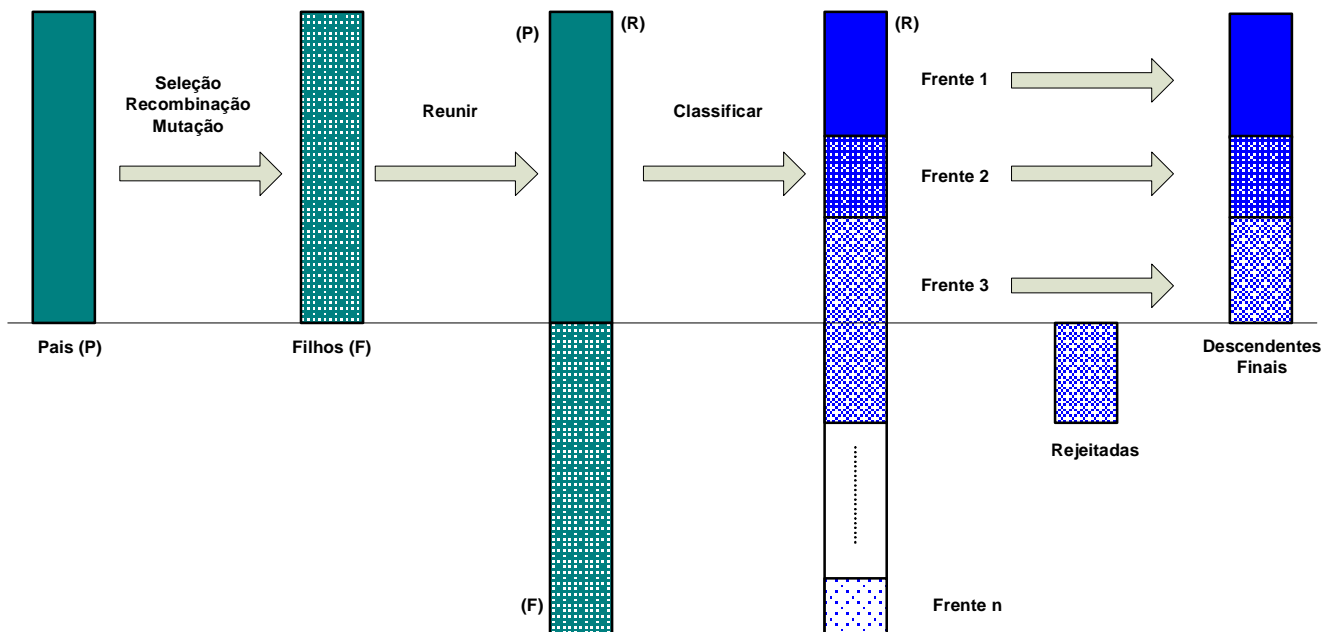 (P)
(R)
(R)
Seleção
Recombinação
Mutação
Reunir
Classificar
Frente 1
Frente 2
Frente 3
Pais (P)
Filhos (F)
Descendentes
Finais
Rejeitadas
(F)
Frente n